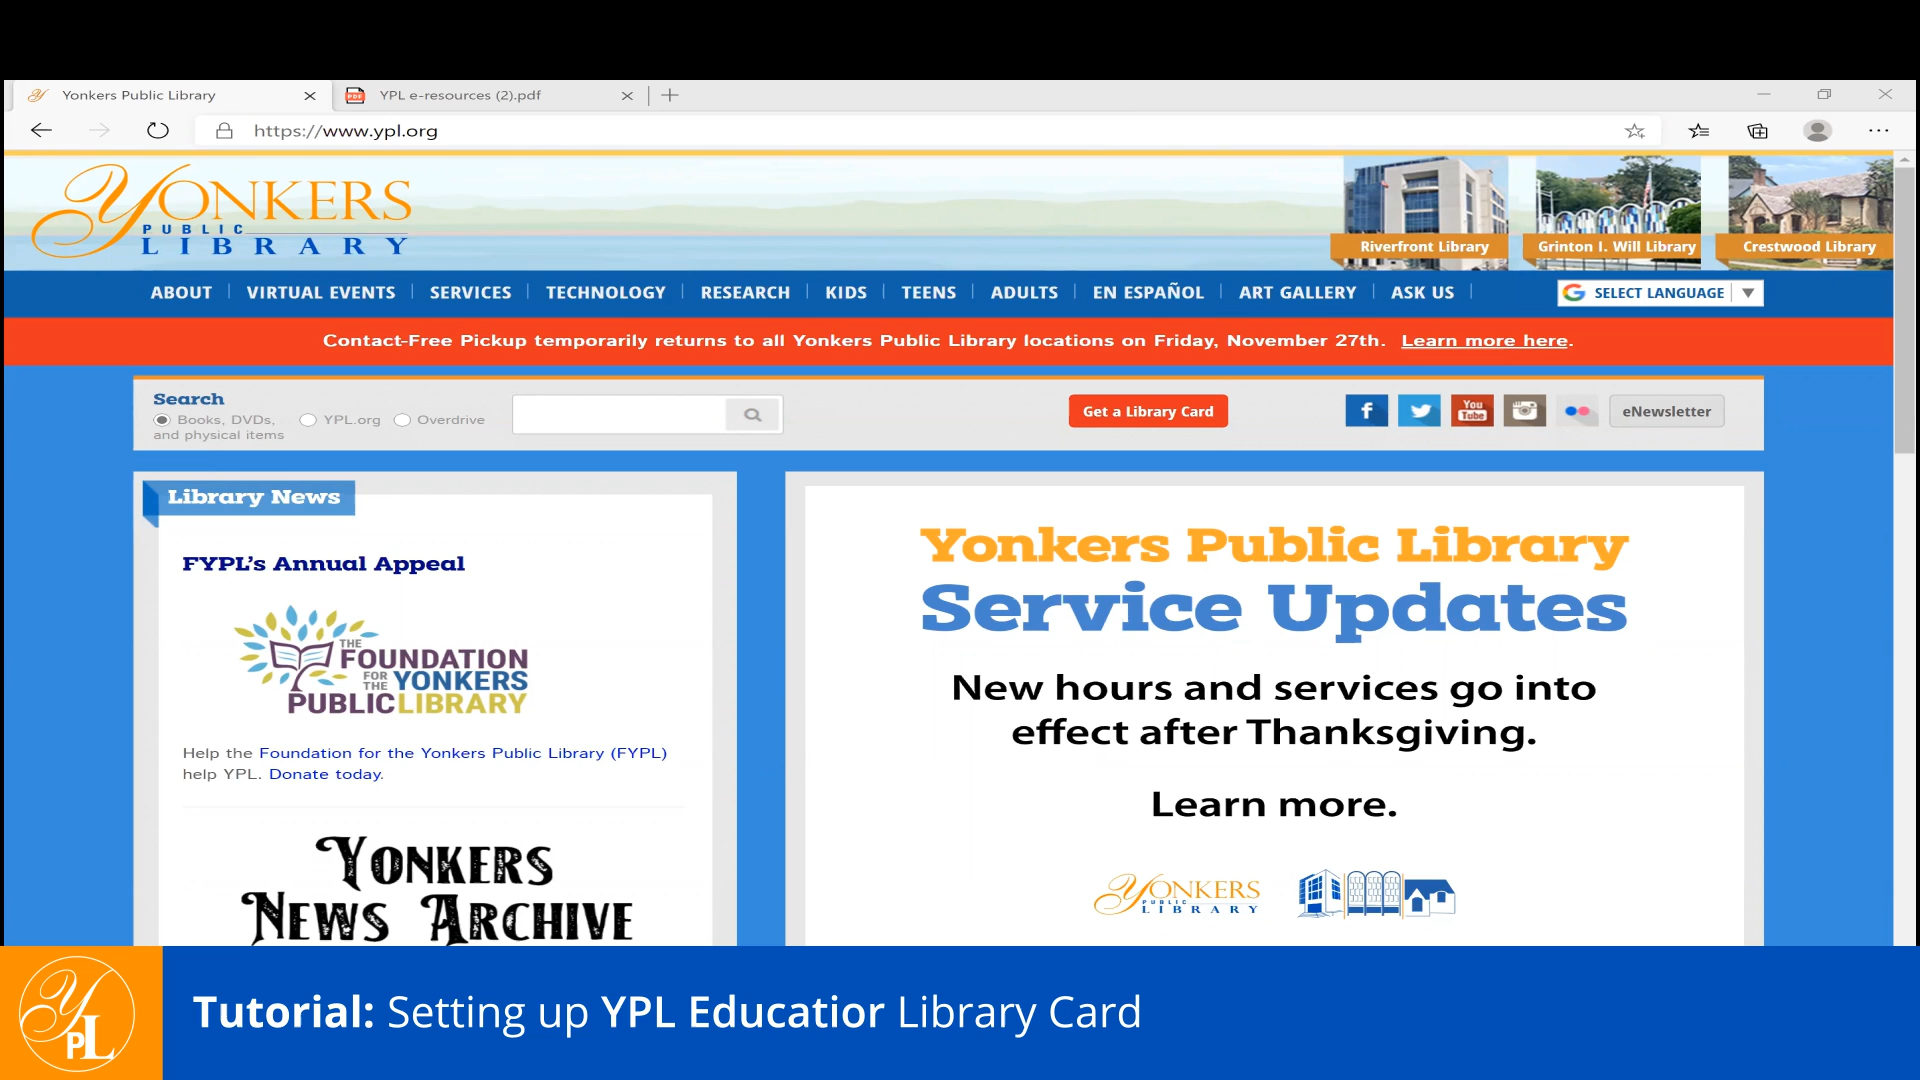 Yonkers Public Library
YPL e-resources (2).pdf
https://www.ypl.org
YONKERS
PUBLIC
LIBRARY
Riverfront Library
Grinton I. Will Library
Crestwood Library
ABOUT VIRTUAL EVENTS SERVICES TECHNOLOGY RESEARCH KIDS TEENS ADULTS EN ESPAÑOL ART GALLERY ASK US
SELECT LANGUAGE
Contact-Free Pickup temporarily returns to all Yonkers Public Library locations on Friday, November 27th. Learn more here.
Search
Books, DVDs, YPL.org Overdrive
and physical items
Get a Library Card
You
Tube
eNewsletter
Library News
FYPL's Annual Appeal
THE
FOUNDATION
FOR THE YONKERS
PUBLIC LIBRARY
Help the Foundation for the Yonkers Public Library (FYPL)
help YPL. Donate today.
YONKERS
NEWS ARCHIVE
Yonkers Public Library
Service Updates
New hours and services go into
effect after Thanksgiving.
Learn more.
YONKERS
PUBLIC
LIBRARY
YPL
Tutorial: Setting up YPL Educatior Library Card